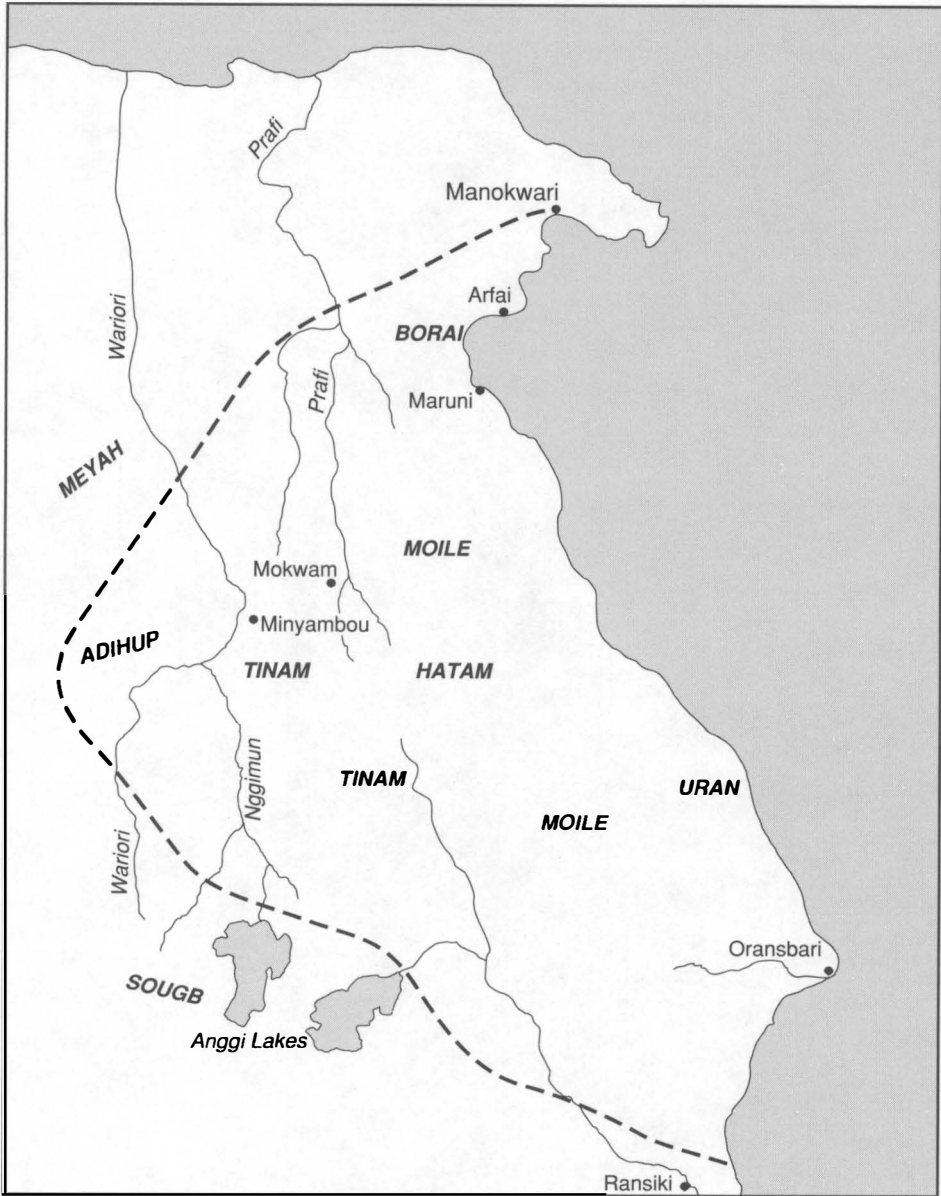 Prafi
Manokwari
Wariori
Arfai
BORAI
Prafi
Maruni
MEYAH
MOILE
Mokwam
Minyambou
ADIHUP
TINAM
HATAM
Nggimun
TINAM
URAN
MOILE
Wariori
Oransbari
SOUGB
Anggi Lakes
Ransiki